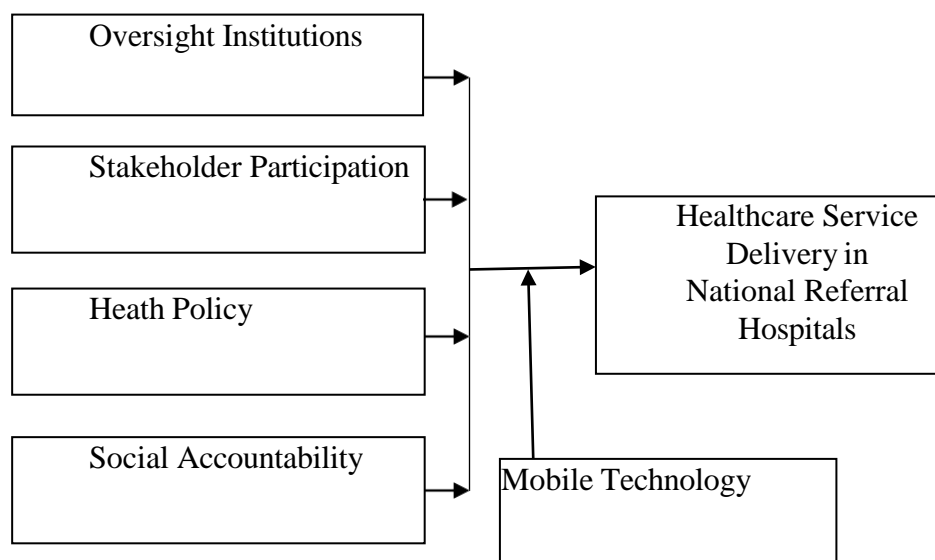 Oversight Institutions
Stakeholder Participation
Heath Policy
Social Accountability
Healthcare Service
Delivery in
National Referral
Hospitals
Mobile Technology